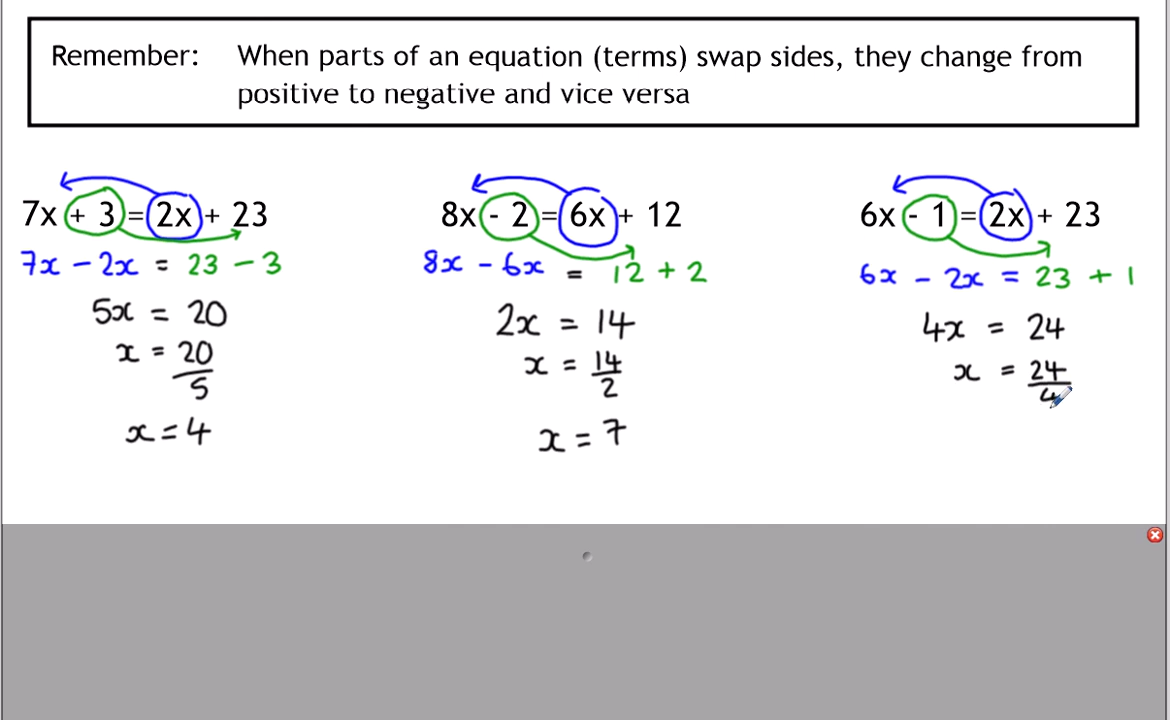 Remember: When parts of an equation (terms) swap sides, they change from
positive to negative and vice versa
7x + 3 = 2x + 23
7x - 2x = 23 - 3
5x = 20
x = 20/5
x = 4
8x - 2 = 6x + 12
8x - 6x = 12 + 2
2x = 14
x = 14/2
x = 7
6x - 1 = 2x + 23
6x - 2x = 23 + 1
4x = 24
x = 24/4